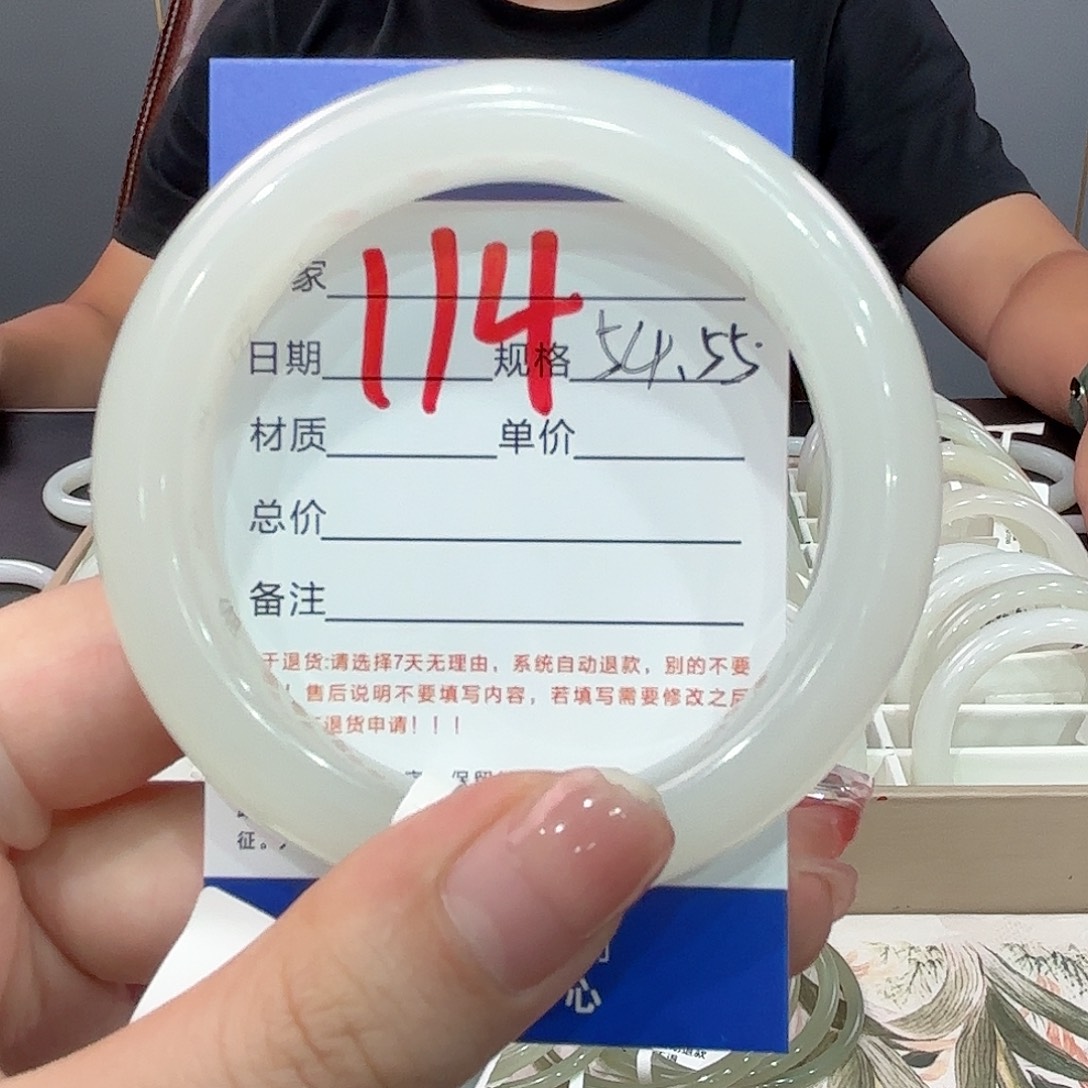 家 114
日期 规格 54.55
材质 单价
总价
备注
于退货:请选择7天无理由，系统自动退款，别的不要
！售后说明不要填写内容，若填写需要修改之后
退货申请！！！
保留
征。
心